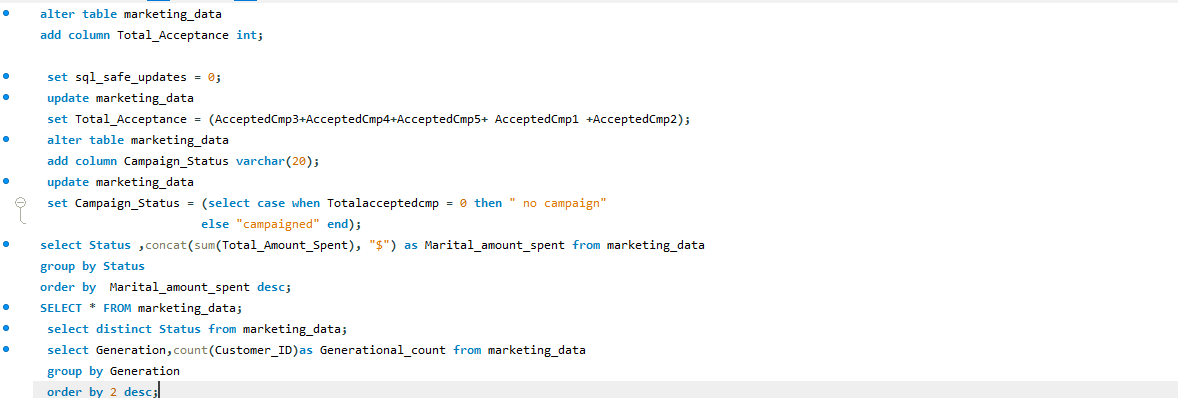 alter table marketing_data
add column Total_Acceptance int;
set sql_safe_updates = 0;
update marketing_data
set Total_Acceptance = (AcceptedCmp3+AcceptedCmp4+AcceptedCmp5+ AcceptedCmp1 +AcceptedCmp2);
alter table marketing_data
add column Campaign_Status varchar(20);
update marketing_data
set Campaign_Status = (select case when Totalacceptedcmp = 0 then " no campaign"
else "campaigned" end);
select Status ,concat(sum(Total_Amount_Spent), "$") as Marital_amount_spent from marketing_data
group by Status
order by  Marital_amount_spent desc;
SELECT * FROM marketing_data;
select distinct Status from marketing_data;
select Generation,count(Customer_ID)as Generational_count from marketing_data
group by Generation
order by 2 desc;